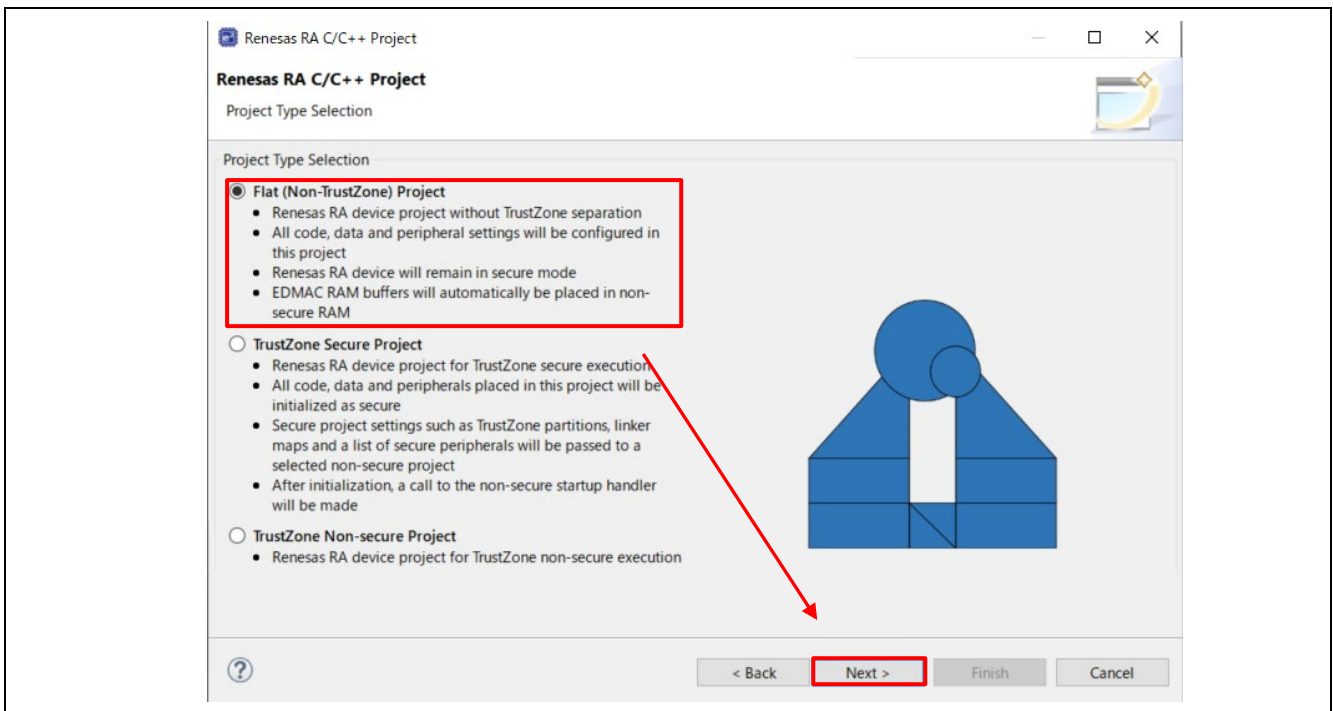 Renesas RA C/C++ Project
Renesas RA C/C++ Project
Project Type Selection
Project Type Selection
Flat (Non-TrustZone) Project
• Renesas RA device project without TrustZone separation
• All code, data and peripheral settings will be configured in
this project
• Renesas RA device will remain in secure mode
• EDMAC RAM buffers will automatically be placed in non-
secure RAM
TrustZone Secure Project
• Renesas RA device project for TrustZone secure execution
• All code, data and peripherals placed in this project will be
initialized as secure
• Secure project settings such as TrustZone partitions, linker
maps and a list of secure peripherals will be passed to a
selected non-secure project
• After initialization, a call to the non-secure startup handler
will be made
TrustZone Non-secure Project
• Renesas RA device project for TrustZone non-secure execution
?
< Back
Next >
Finish
Cancel